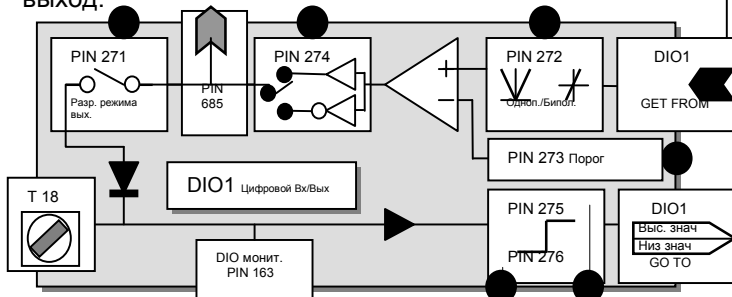 выход.
PIN 271
Разр. режима
вых.
PIN
685
PIN 274
PIN 272
Одноп./Бипол.
DIO1
GET FROM
PIN 273 Порог
T 18
DIO1 Цифровой Вх/Вых
DIO монит.
PIN 163
PIN 275
PIN 276
DIO1
Выс. знач
Низ знач
GO TO